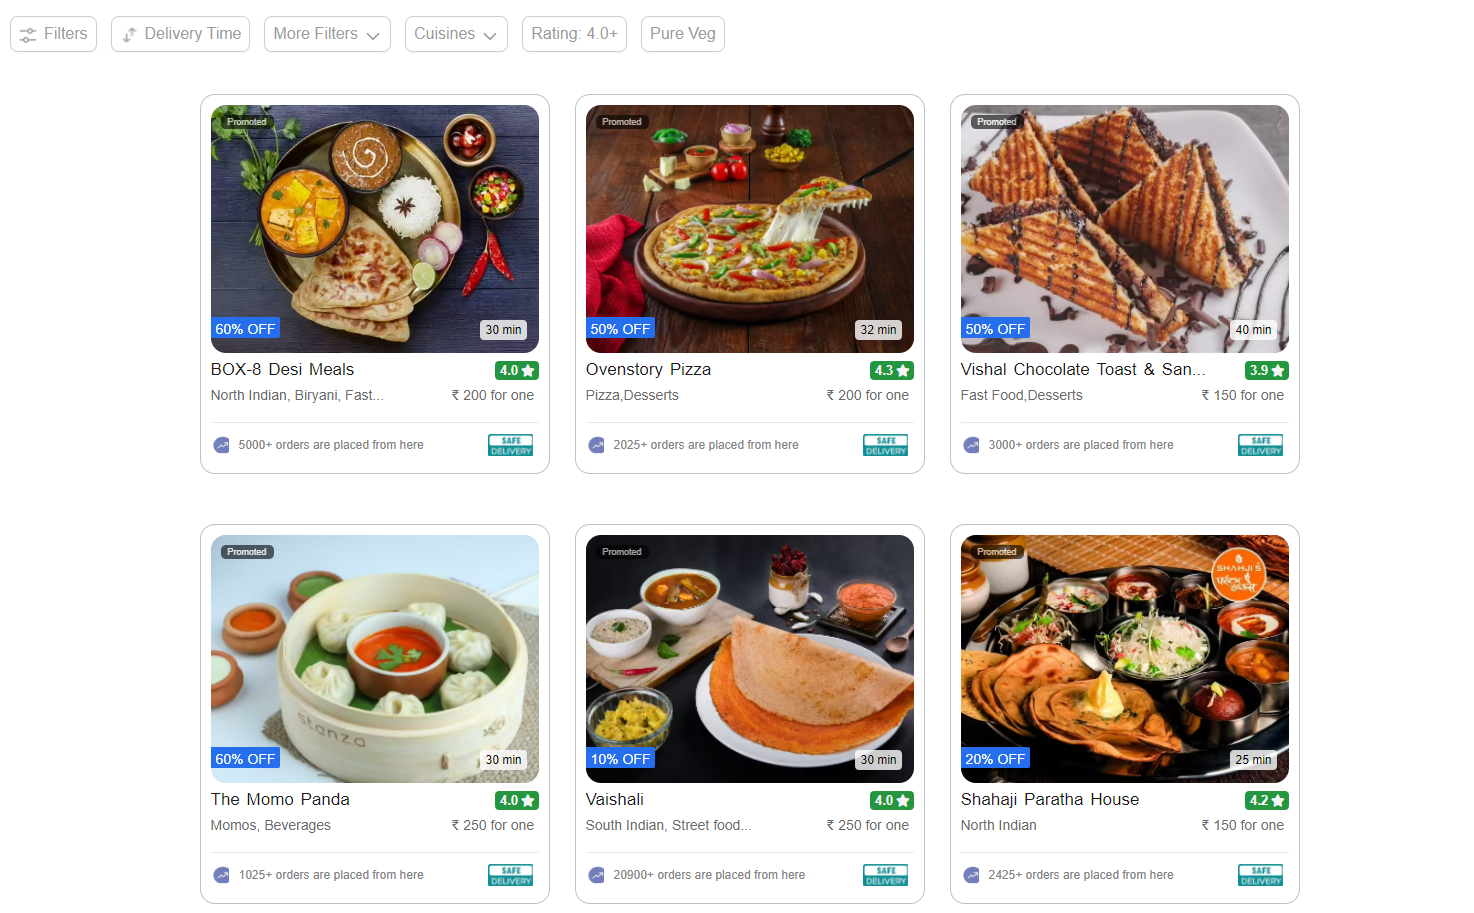 Filters Delivery Time More Filters Cuisines Rating: 4.0+ Pure Veg
Promoted
60% OFF
30 min
BOX-8 Desi Meals 4.0
North Indian, Biryani, Fast... ₹ 200 for one
5000+ orders are placed from here SAFE DELIVERY
Promoted
50% OFF
32 min
Ovenstory Pizza 4.3
Pizza,Desserts ₹ 200 for one
2025+ orders are placed from here SAFE DELIVERY
Promoted
50% OFF
40 min
Vishal Chocolate Toast & San... 3.9
Fast Food,Desserts ₹ 150 for one
3000+ orders are placed from here SAFE DELIVERY
Promoted
stanza
60% OFF
30 min
The Momo Panda 4.0
Momos, Beverages ₹ 250 for one
1025+ orders are placed from here SAFE DELIVERY
Promoted
10% OFF
30 min
Vaishali 4.0
South Indian, Street food... ₹ 250 for one
20900+ orders are placed from here SAFE DELIVERY
Promoted
SHAHJI'S
20% OFF
25 min
Shahaji Paratha House 4.2
North Indian ₹ 150 for one
2425+ orders are placed from here SAFE DELIVERY